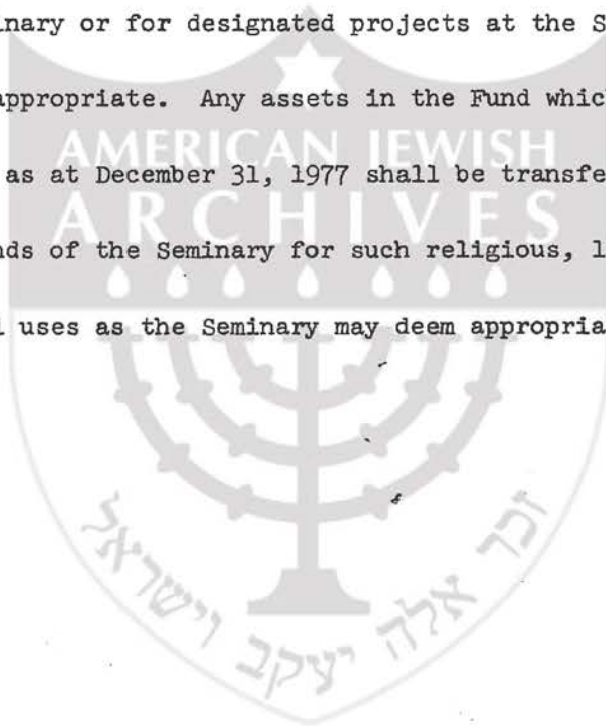 inary or for designated projects at the S
appropriate. Any assets in the Fund whic
as at December 31, 1977 shall be transfe
nds of the Seminary for such religious, l
l uses as the Seminary may deem appropria
AMERICAN JEWISH
ARCHIVES
זכר אלה יעקב וישראל